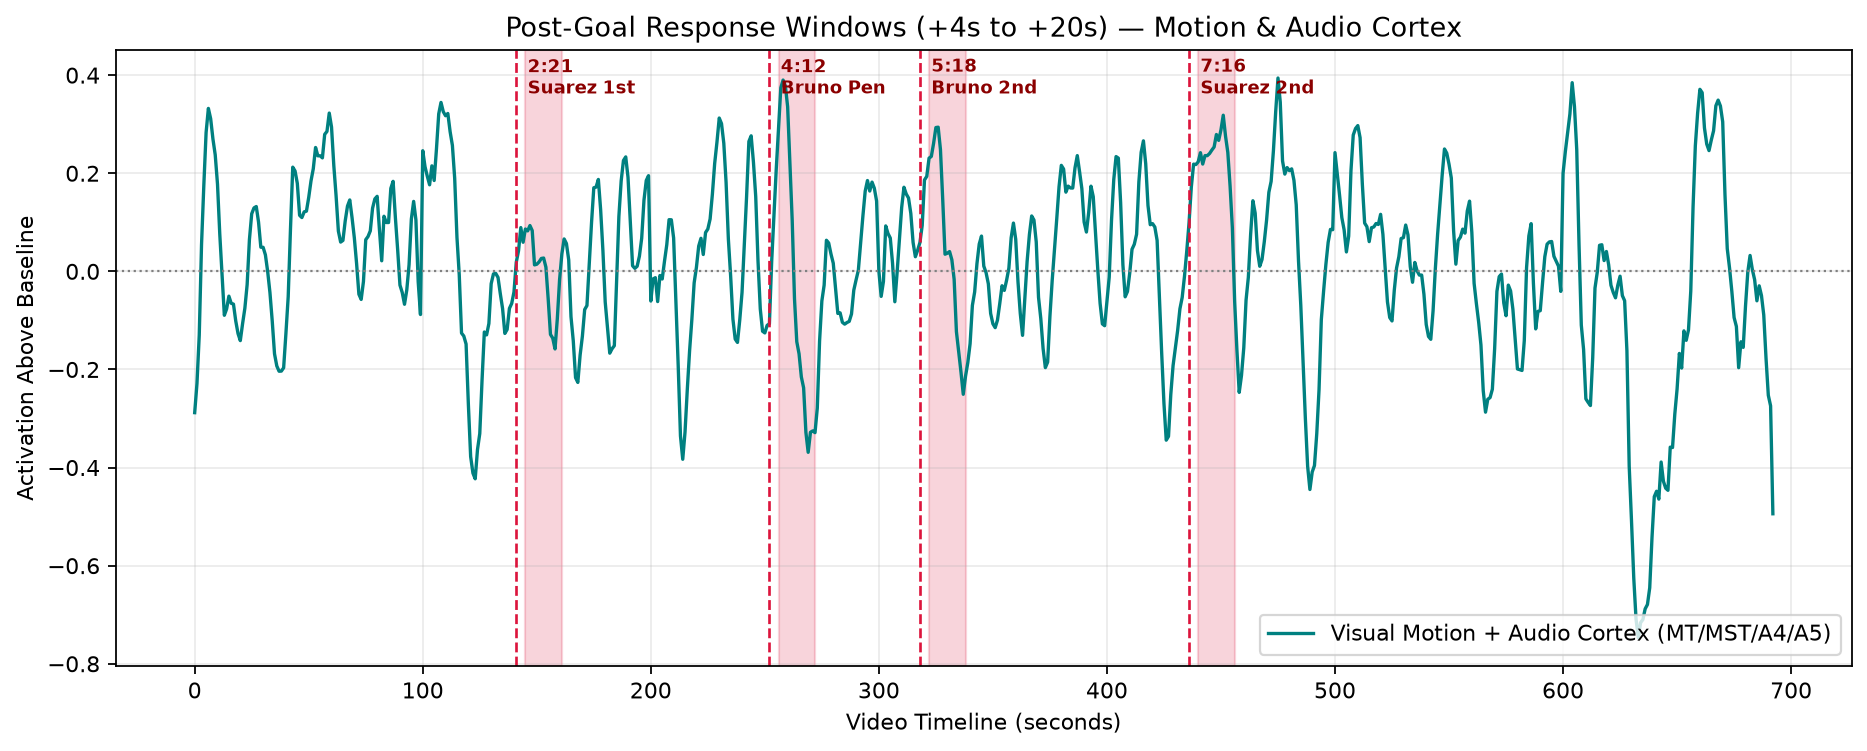 Post-Goal Response Windows (+4s to +20s) — Motion & Audio Cortex
2:21
Suarez 1st
4:12
Bruno Pen
5:18
Bruno 2nd
7:16
Suarez 2nd
Activation Above Baseline
0.4
0.2
0.0
−0.2
−0.4
−0.6
−0.8
Visual Motion + Audio Cortex (MT/MST/A4/A5)
0 100 200 300 400 500 600 700
Video Timeline (seconds)